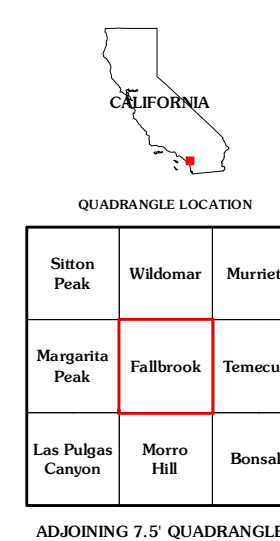 CALIFORNIA
QUADRANGLE LOCATION
Sitton
Peak
Wildomar
Murriet
Margarita
Peak
Fallbrook
Temecu
Las Pulgas
Canyon
Morro
Hill
Bonsal
ADJOINING 7.5' QUADRANGLE